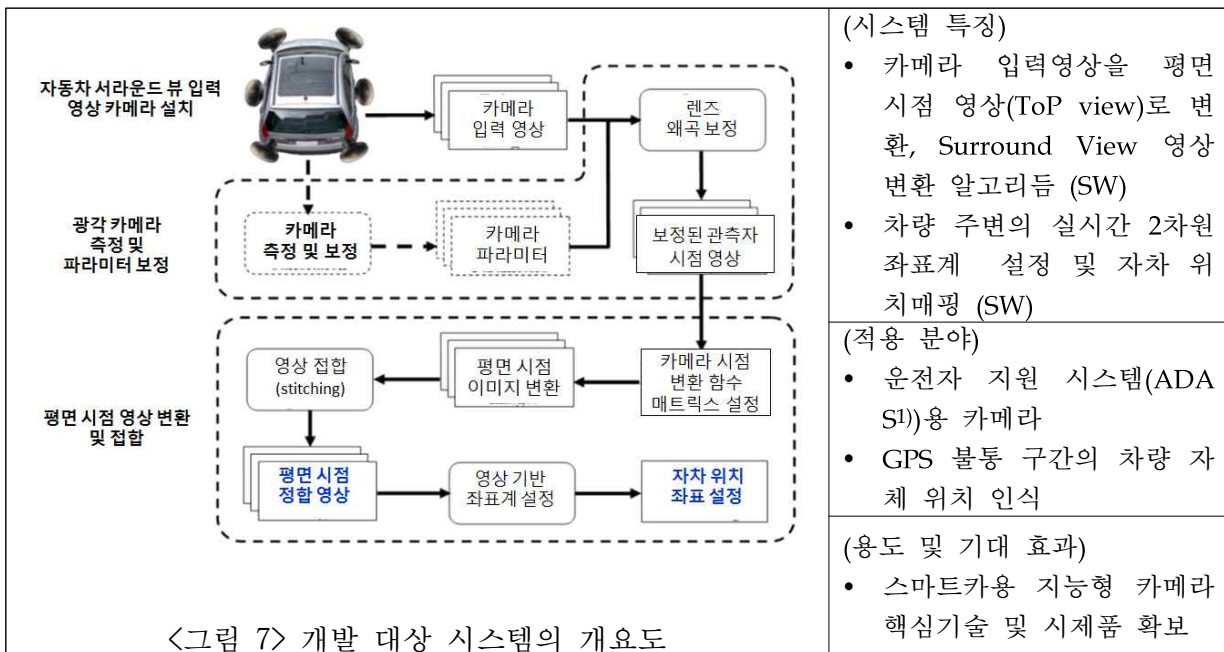 자동차 서라운드 뷰 입력
영상 카메라 설치
카메라
입력 영상
렌즈
왜곡 보정
광각 카메라
측정 및
파라미터 보정
카메라
측정 및 보정
카메라
파라미터
보정된 관측자
시점 영상
평면 시점 영상 변환
및 접합
영상 접합
(stitching)
평면 시점
이미지 변환
카메라 시점
변환 함수
매트릭스 설정
평면 시점
정합 영상
영상 기반
좌표계 설정
자차 위치
좌표 설정
<그림 7> 개발 대상 시스템의 개요도
(시스템 특징)
• 카메라 입력영상을 평면
시점 영상(ToP view)로 변
환, Surround View 영상
변환 알고리듬 (SW)
• 차량 주변의 실시간 2차원
좌표계 설정 및 자차 위
치매핑 (SW)
(적용 분야)
• 운전자 지원 시스템(ADA
S1))용 카메라
• GPS 불통 구간의 차량 자
체 위치 인식
(용도 및 기대 효과)
• 스마트카용 지능형 카메라
핵심기술 및 시제품 확보